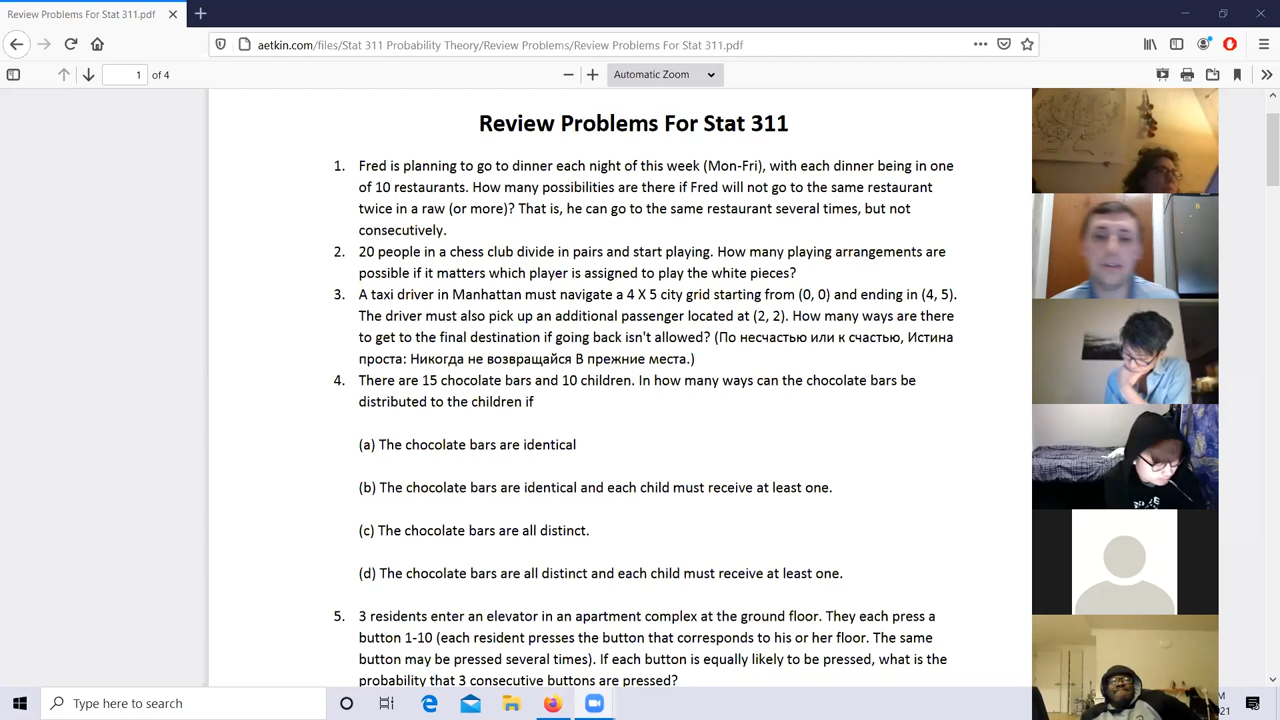 Review Problems For Stat 311.pdf
aetkin.com/files/Stat 311 Probability Theory/Review Problems/Review Problems For Stat 311.pdf
1 of 4
Automatic Zoom
Review Problems For Stat 311
1. Fred is planning to go to dinner each night of this week (Mon-Fri), with each dinner being in one
of 10 restaurants. How many possibilities are there if Fred will not go to the same restaurant
twice in a raw (or more)? That is, he can go to the same restaurant several times, but not
consecutively.
2. 20 people in a chess club divide in pairs and start playing. How many playing arrangements are
possible if it matters which player is assigned to play the white pieces?
3. A taxi driver in Manhattan must navigate a 4 X 5 city grid starting from (0, 0) and ending in (4, 5).
The driver must also pick up an additional passenger located at (2, 2). How many ways are there
to get to the final destination if going back isn't allowed? (По несчастью или к счастью, Истина
проста: Никогда не возвращайся В прежние места.)
4. There are 15 chocolate bars and 10 children. In how many ways can the chocolate bars be
distributed to the children if
(a) The chocolate bars are identical
(b) The chocolate bars are identical and each child must receive at least one.
(c) The chocolate bars are all distinct.
(d) The chocolate bars are all distinct and each child must receive at least one.
5. 3 residents enter an elevator in an apartment complex at the ground floor. They each press a
button 1-10 (each resident presses the button that corresponds to his or her floor. The same
button may be pressed several times). If each button is equally likely to be pressed, what is the
probability that 3 consecutive buttons are pressed?
Type here to search
M
021